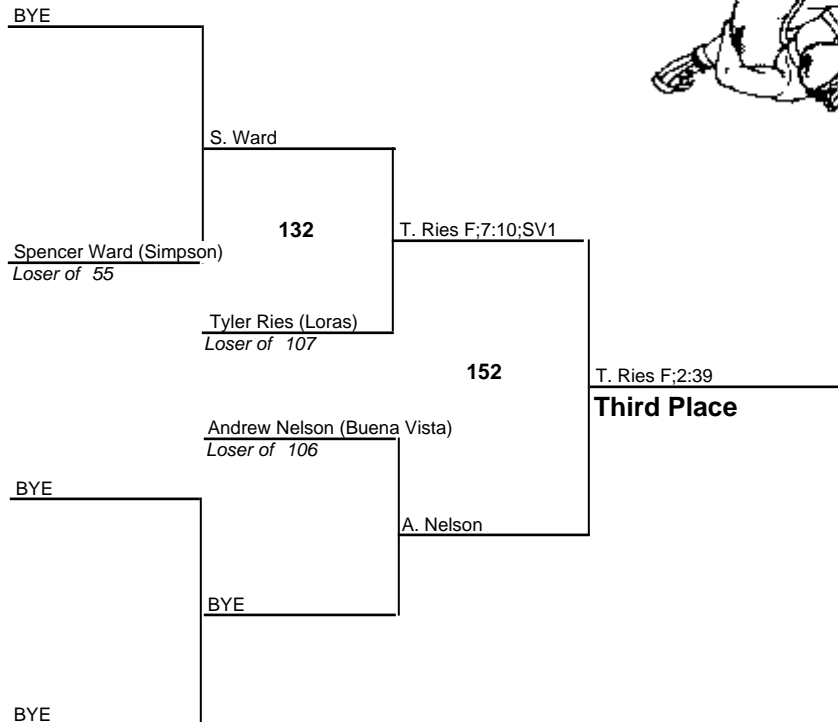 BYE
S. Ward
132
T. Ries F;7:10;SV1
Spencer Ward (Simpson)
Loser of 55
Tyler Ries (Loras)
Loser of 107
152
T. Ries F;2:39
Third Place
Andrew Nelson (Buena Vista)
Loser of 106
BYE
A. Nelson
BYE
BYE